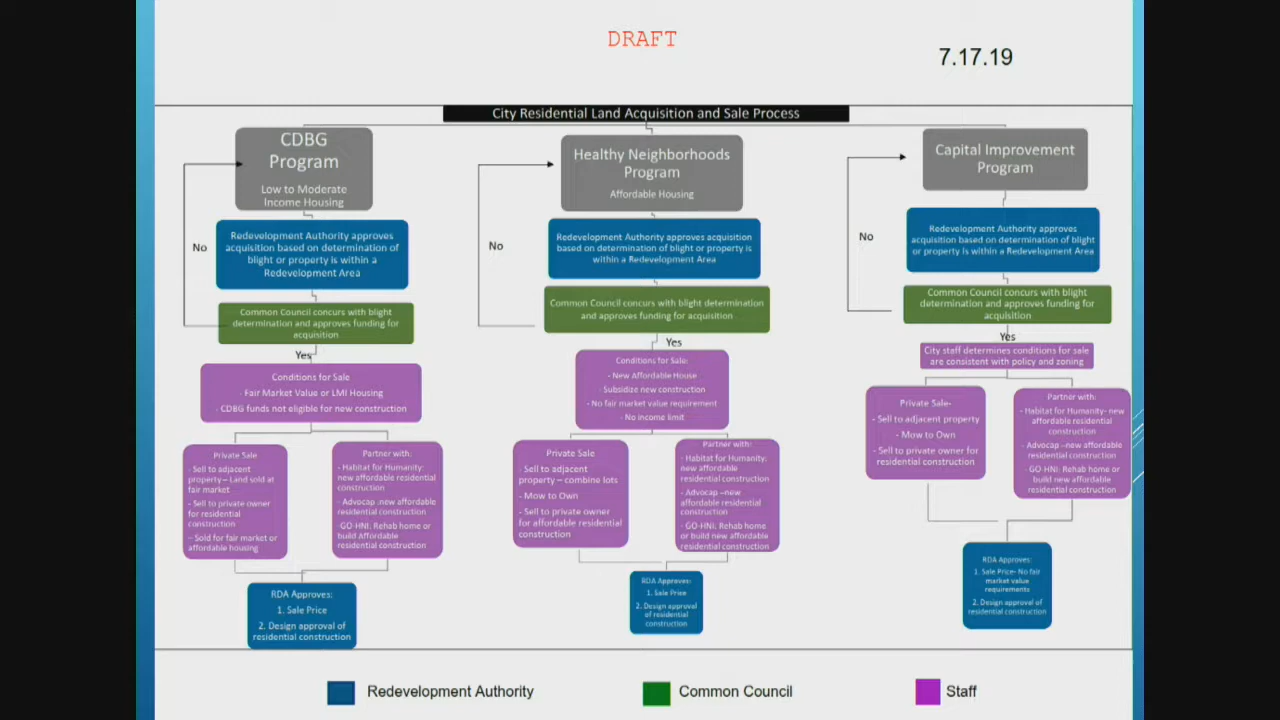 DRAFT
7.17.19
City Residential Land Acquisition and Sale Process
CDBG
Program
Low to Moderate
Income Housing
No
Redevelopment Authority approves
acquisition based on determination of
blight or property is within a
Redevelopment Area
Common Council concurs with blight
determination and approves funding for
acquisition
Yes
Conditions for Sale
- Fair Market Value or LMI Housing
- CDBG funds not eligible for new construction
Private Sale
- Sell to adjacent
property – Land sold at
fair market
- Sell to private owner
for residential
construction
- Sold for fair market or
affordable housing
Partner with:
- Habitat for Humanity:
new affordable residential
construction
- Advocap :new affordable
residential construction
-GO-HNI: Rehab home or
build Affordable
residential construction
RDA Approves:
1. Sale Price
2. Design approval of
residential construction
Healthy Neighborhoods
Program
Affordable Housing
No
Redevelopment Authority approves acquisition
based on determination of blight or property is
within a Redevelopment Area
Common Council concurs with blight determination
and approves funding for acquisition
Yes
Conditions for Sale:
- New Affordable House
- Subsidize new construction
- No fair market value requirement
- No income limit
Private Sale
- Sell to adjacent
property – combine lots
- Mow to Own
- Sell to private owner
for affordable residential
construction
Partner with:
- Habitat for Humanity:
new affordable
residential construction
- Advocap –new
affordable residential
construction
- GO-HNI: Rehab home
or build new affordable
residential construction
RDA Approves:
1. Sale Price
2. Design approval
of residential
construction
Capital Improvement
Program
No
Redevelopment Authority approves
acquisition based on determination of blight
or property is within a Redevelopment Area
Common Council concurs with blight
determination and approves funding for
acquisition
Yes
City staff determines conditions for sale
are consistent with policy and zoning
Private Sale-
- Sell to adjacent property
- Mow to Own
- Sell to private owner for
residential construction
Partner with:
- Habitat for Humanity- new
affordable residential
construction
- Advocap –new affordable
residential construction
- GO HNI: Rehab home or
build new affordable
residential construction
RDA Approves:
1. Sale Price- No fair
market value
requirements
2. Design approval of
residential construction
Redevelopment Authority
Common Council
Staff